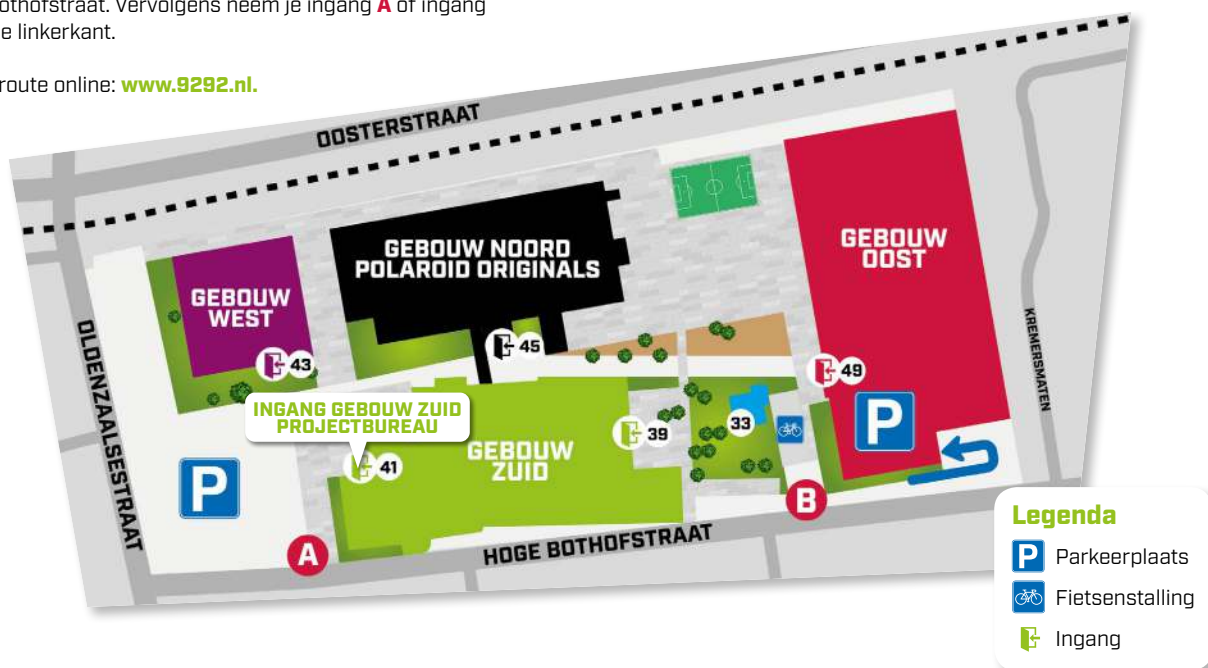 othofstraat. Vervolgens neem je ingang A of ingang
e linkerkant.
route online: www.9292.nl.
OOSTERSTRAAT
GEBOUW NOORD
POLAROID ORIGINALS
GEBOUW
OOST
GEBOUW
WEST
43
45
49
OLDENZAALSESTRAAT
KREMERSMATEN
INGANG GEBOUW ZUID
PROJECTBUREAU
41
GEBOUW
ZUID
39
33
P
P
A
B
HOGE BOTHOFSTRAAT
Legenda
P Parkeerplaats
Fietsenstalling
Ingang